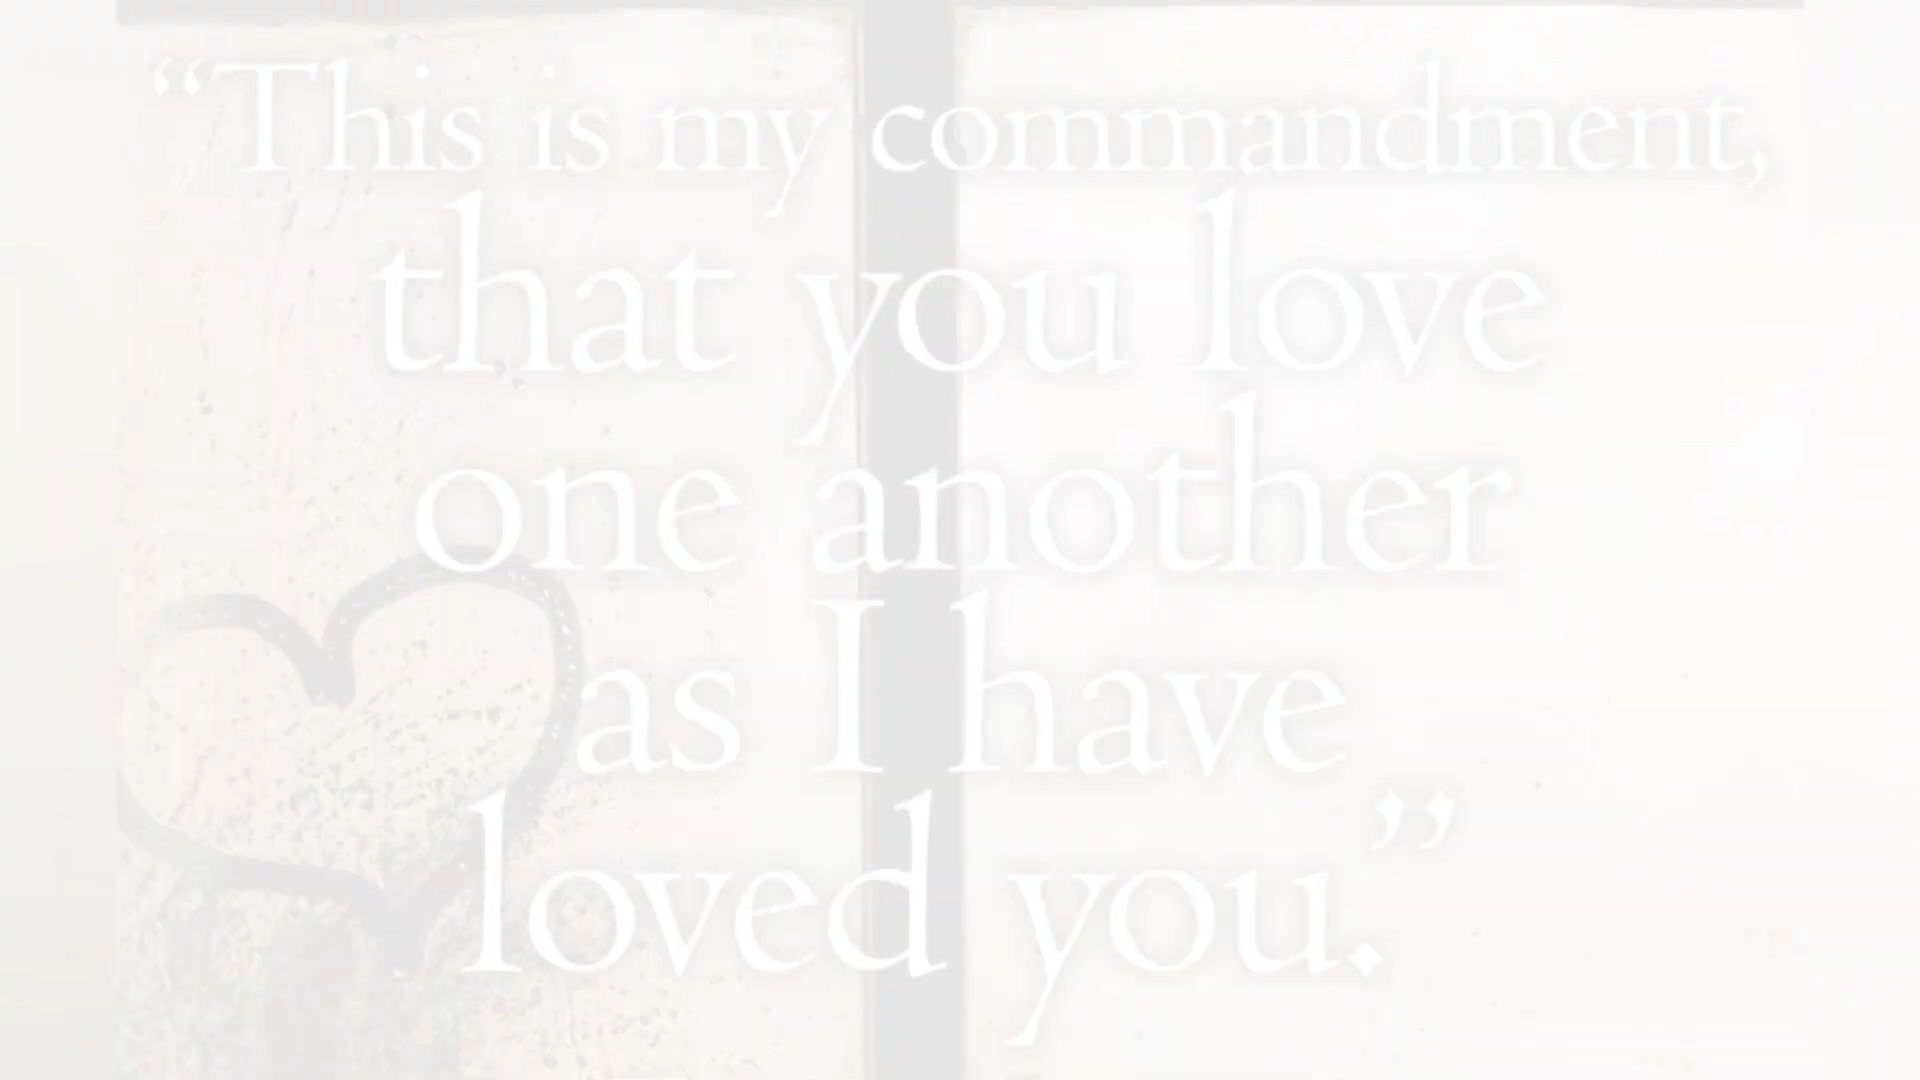 “This is my commandment,
that you love
one another
as I have
loved you.”